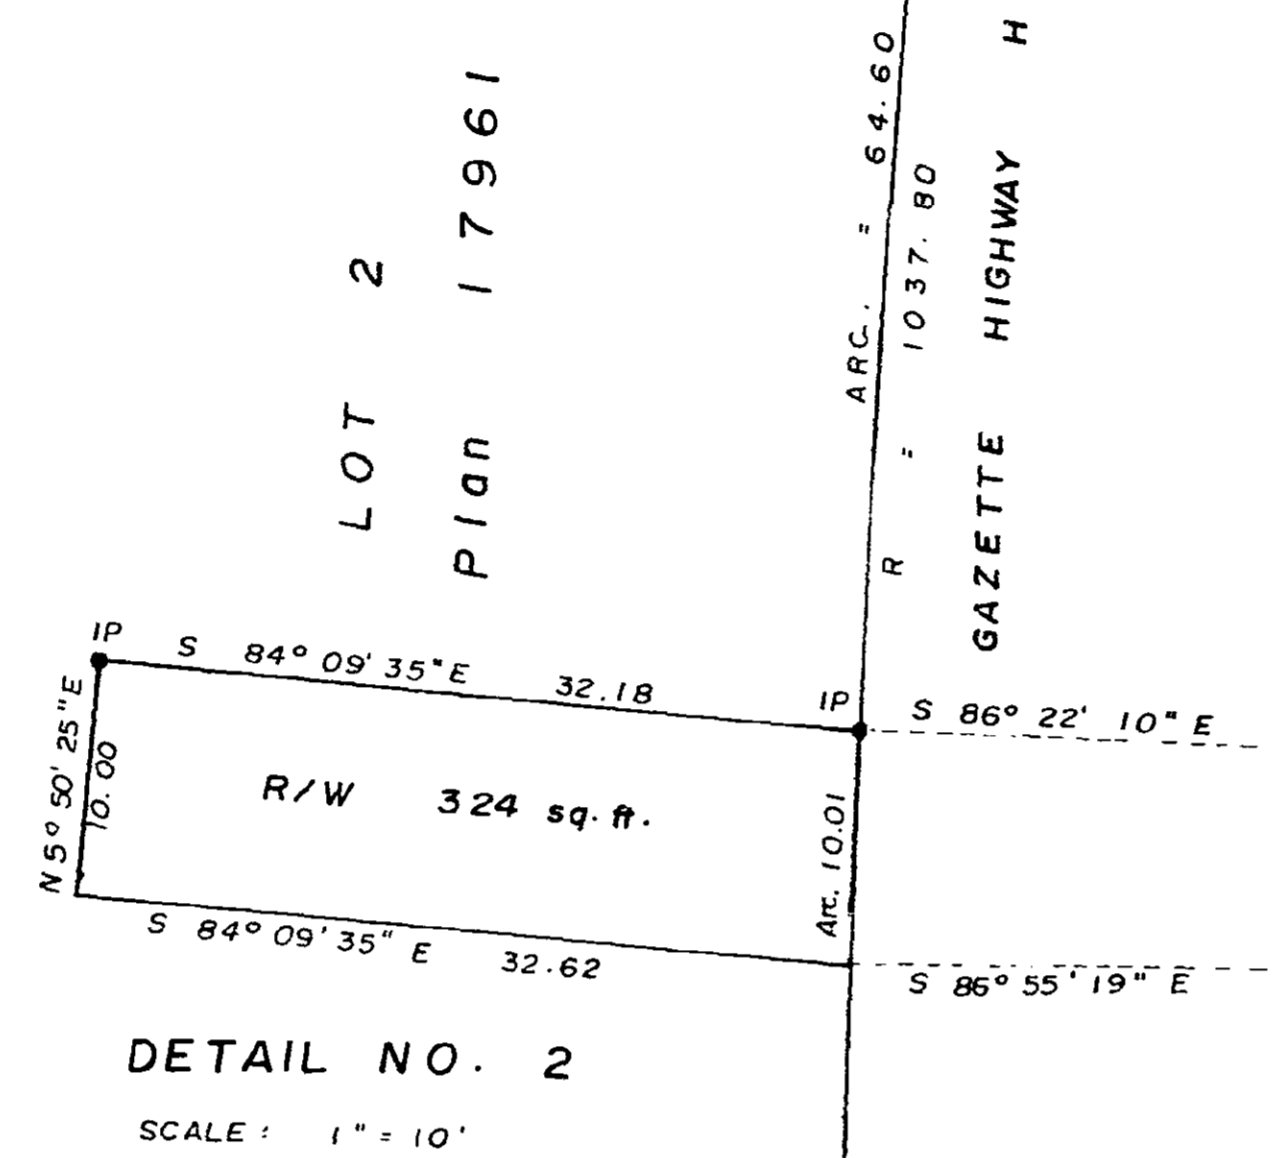 LOT 2
Plan 17961
ARC. = 64.60
R = 1037.80
GAZETTE HIGHWAY H
IP
S 84° 09' 35" E 32.18
IP
S 86° 22' 10" E
N 5° 50' 25" E
10.00
R/W 324 sq. ft.
Arc. 10.01
S 84° 09' 35" E 32.62
S 86° 55' 19" E
DETAIL NO. 2
SCALE : 1" = 10'